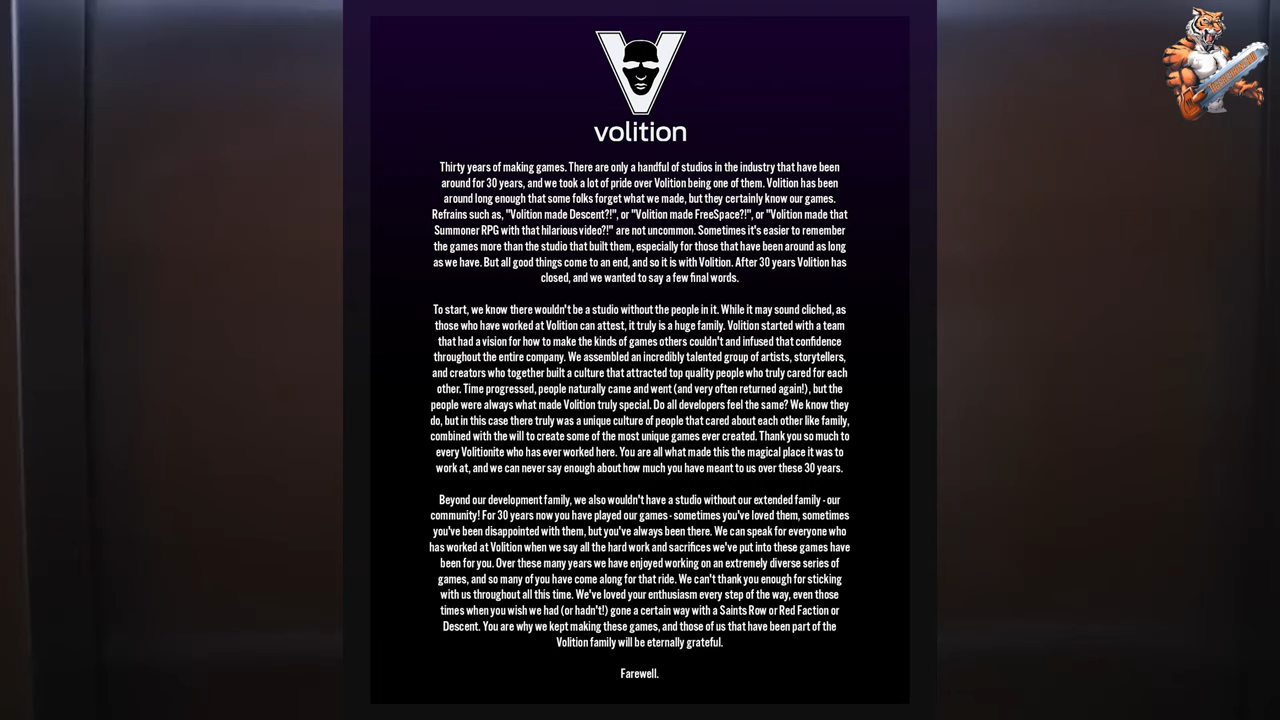 volition
Thirty years of making games. There are only a handful of studios in the industry that have been
around for 30 years, and we took a lot of pride over Volition being one of them. Volition has been
around long enough that some folks forget what we made, but they certainly know our games.
Refrains such as, "Volition made Descent?!", or "Volition made FreeSpace?!", or "Volition made that
Summoner RPG with that hilarious video?!" are not uncommon. Sometimes it's easier to remember
the games more than the studio that built them, especially for those that have been around as long
as we have. But all good things come to an end, and so it is with Volition. After 30 years Volition has
closed, and we wanted to say a few final words.
To start, we know there wouldn't be a studio without the people in it. While it may sound cliched, as
those who have worked at Volition can attest, it truly is a huge family. Volition started with a team
that had a vision for how to make the kinds of games others couldn't and infused that confidence
throughout the entire company. We assembled an incredibly talented group of artists, storytellers,
and creators who together built a culture that attracted top quality people who truly cared for each
other. Time progressed, people naturally came and went (and very often returned again!), but the
people were always what made Volition truly special. Do all developers feel the same? We know they
do, but in this case there truly was a unique culture of people that cared about each other like family,
combined with the will to create some of the most unique games ever created. Thank you so much to
every Volitionite who has ever worked here. You are all what made this the magical place it was to
work at, and we can never say enough about how much you have meant to us over these 30 years.
Beyond our development family, we also wouldn't have a studio without our extended family - our
community! For 30 years now you have played our games - sometimes you've loved them, sometimes
you've been disappointed with them, but you've always been there. We can speak for everyone who
has worked at Volition when we say all the hard work and sacrifices we've put into these games have
been for you. Over these many years we have enjoyed working on an extremely diverse series of
games, and so many of you have come along for that ride. We can't thank you enough for sticking
with us throughout all this time. We've loved your enthusiasm every step of the way, even those
times when you wish we had (or hadn't!) gone a certain way with a Saints Row or Red Faction or
Descent. You are why we kept making these games, and those of us that have been part of the
Volition family will be eternally grateful.
Farewell.